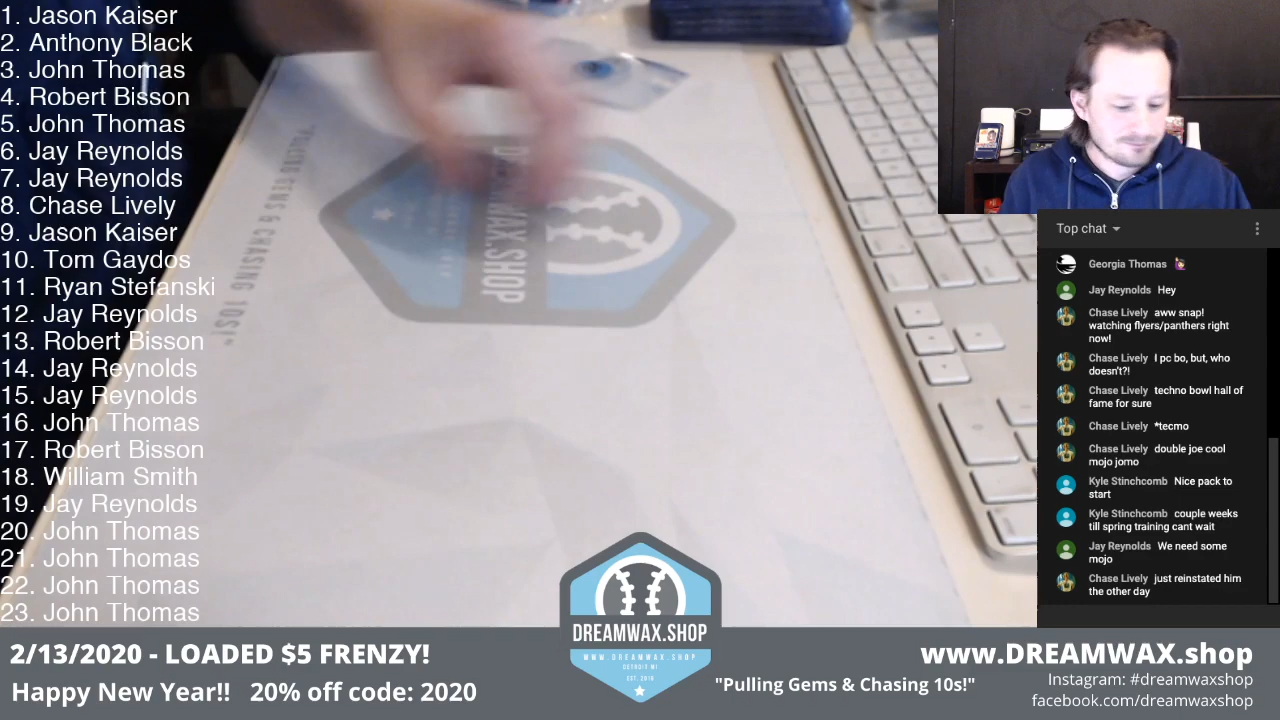 1. Jason Kaiser
2. Anthony Black
3. John Thomas
4. Robert Bisson
5. John Thomas
6. Jay Reynolds
7. Jay Reynolds
8. Chase Lively
9. Jason Kaiser
10. Tom Gaydos
11. Ryan Stefanski
12. Jay Reynolds
13. Robert Bisson
14. Jay Reynolds
15. Jay Reynolds
16. John Thomas
17. Robert Bisson
18. William Smith
19. Jay Reynolds
20. John Thomas
21. John Thomas
22. John Thomas
23. John Thomas
"PULLING GEMS & CHASING 10S!"
DREAMWAX.SHOP
Top chat
Georgia Thomas
Jay Reynolds Hey
Chase Lively aww snap!
watching flyers/panthers right
now!
Chase Lively I pc bo, but, who
doesn't?!
Chase Lively techno bowl hall of
fame for sure
Chase Lively *tecmo
Chase Lively double joe cool
mojo jomo
Kyle Stinchcomb Nice pack to
start
Kyle Stinchcomb couple weeks
till spring training cant wait
Jay Reynolds We need some
mojo
Chase Lively just reinstated him
the other day
DREAMWAX.SHOP
WWW.DREAMWAX.SHOP
DETROIT MI
EST. 2019
2/13/2020 - LOADED $5 FRENZY!
Happy New Year!! 20% off code: 2020
"Pulling Gems & Chasing 10s!"
www.DREAMWAX.shop
Instagram: #dreamwaxshop
facebook.com/dreamwaxshop